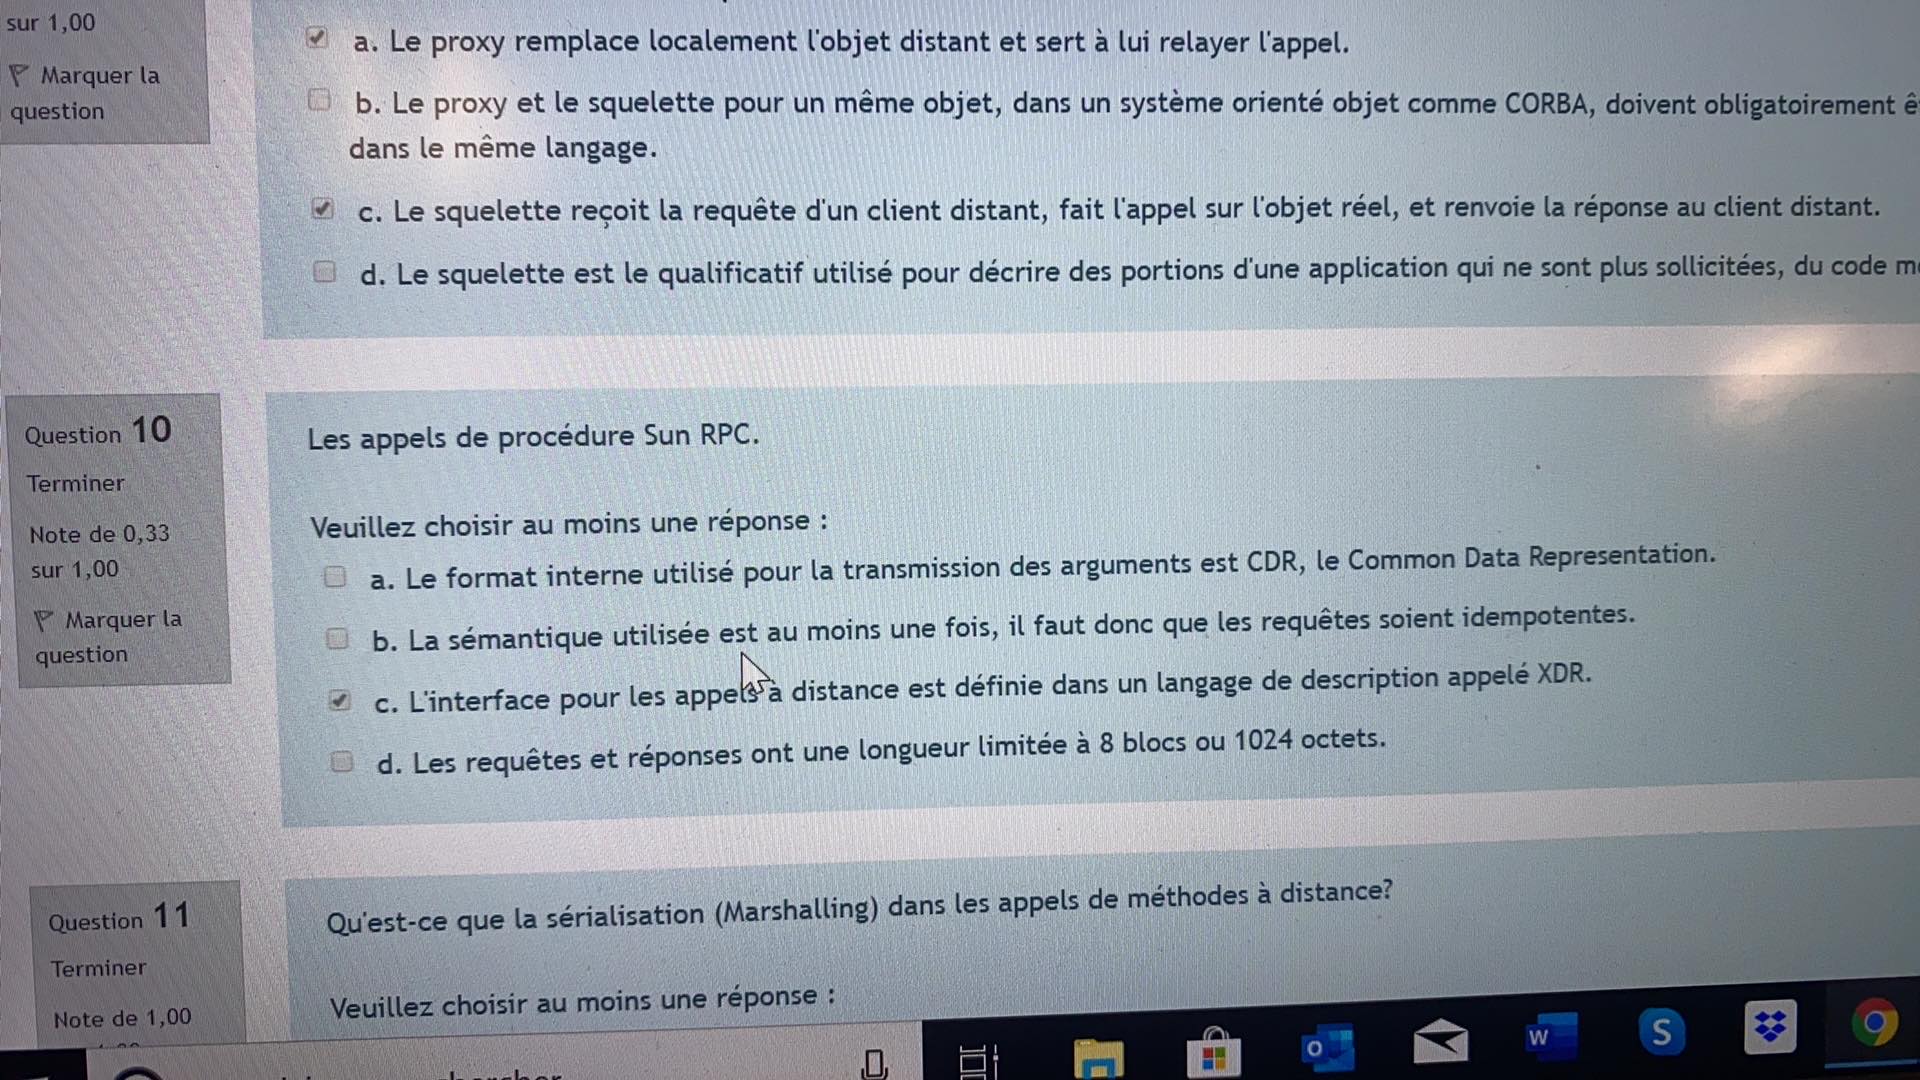 sur 1,00
Marquer la
question
a. Le proxy remplace localement l'objet distant et sert à lui relayer l'appel.
b. Le proxy et le squelette pour un même objet, dans un système orienté objet comme CORBA, doivent obligatoirement
dans le même langage.
c. Le squelette reçoit la requête d'un client distant, fait l'appel sur l'objet réel, et renvoie la réponse au client distant.
d. Le squelette est le qualificatif utilisé pour décrire des portions d'une application qui ne sont plus sollicitées, du code
Question 10
Terminer
Note de 0,33
sur 1,00
Marquer la
question
Les appels de procédure Sun RPC.
Veuillez choisir au moins une réponse :
a. Le format interne utilisé pour la transmission des arguments est CDR, le Common Data Representation.
b. La sémantique utilisée est au moins une fois, il faut donc que les requêtes soient idempotentes.
c. L'interface pour les appels à distance est définie dans un langage de description appelé XDR.
d. Les requêtes et réponses ont une longueur limitée à 8 blocs ou 1024 octets.
Question 11
Terminer
Note de 1,00
Qu'est-ce que la sérialisation (Marshalling) dans les appels de méthodes à distance?
Veuillez choisir au moins une réponse :